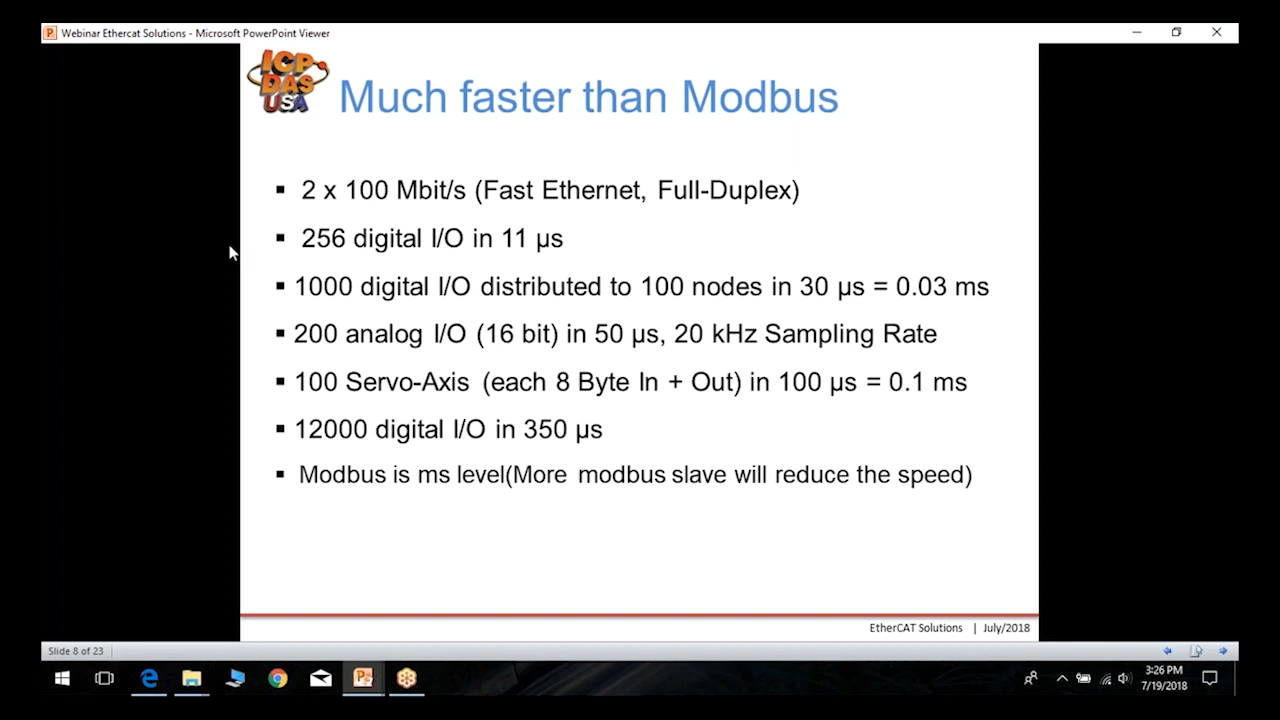 Webinar Ethercat Solutions - Microsoft PowerPoint Viewer
ICP
DAS
USA
Much faster than Modbus
▪ 2 x 100 Mbit/s (Fast Ethernet, Full-Duplex)
▪ 256 digital I/O in 11 µs
▪ 1000 digital I/O distributed to 100 nodes in 30 µs = 0.03 ms
▪ 200 analog I/O (16 bit) in 50 µs, 20 kHz Sampling Rate
▪ 100 Servo-Axis (each 8 Byte In + Out) in 100 µs = 0.1 ms
▪ 12000 digital I/O in 350 µs
▪ Modbus is ms level(More modbus slave will reduce the speed)
EtherCAT Solutions | July/2018
Slide 8 of 23
3:26 PM
7/19/2018